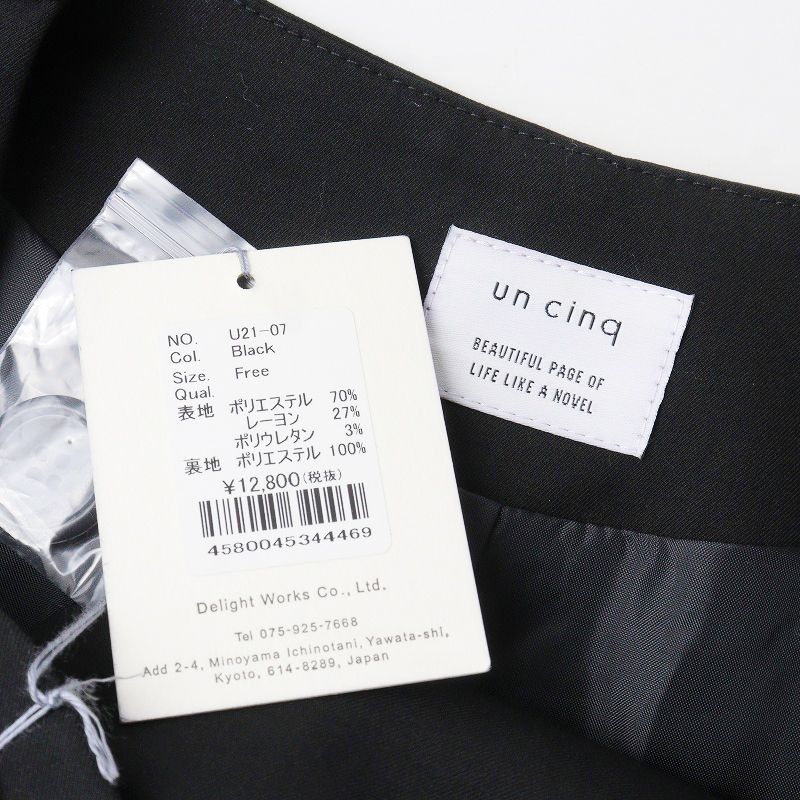 NO. U21-07
Col. Black
Size. Free
Qual.
表地 ポリエステル 70%
レーヨン 27%
ポリウレタン 3%
裏地 ポリエステル 100%
¥12,800(税抜)
4580045344469
Delight Works Co., Ltd.
Tel 075-925-7668
Add 2-4, Minoyama Ichinotani, Yawata-shi,
Kyoto, 614-8289, Japan
un cinq
BEAUTIFUL PAGE OF
LIFE LIKE A NOVEL